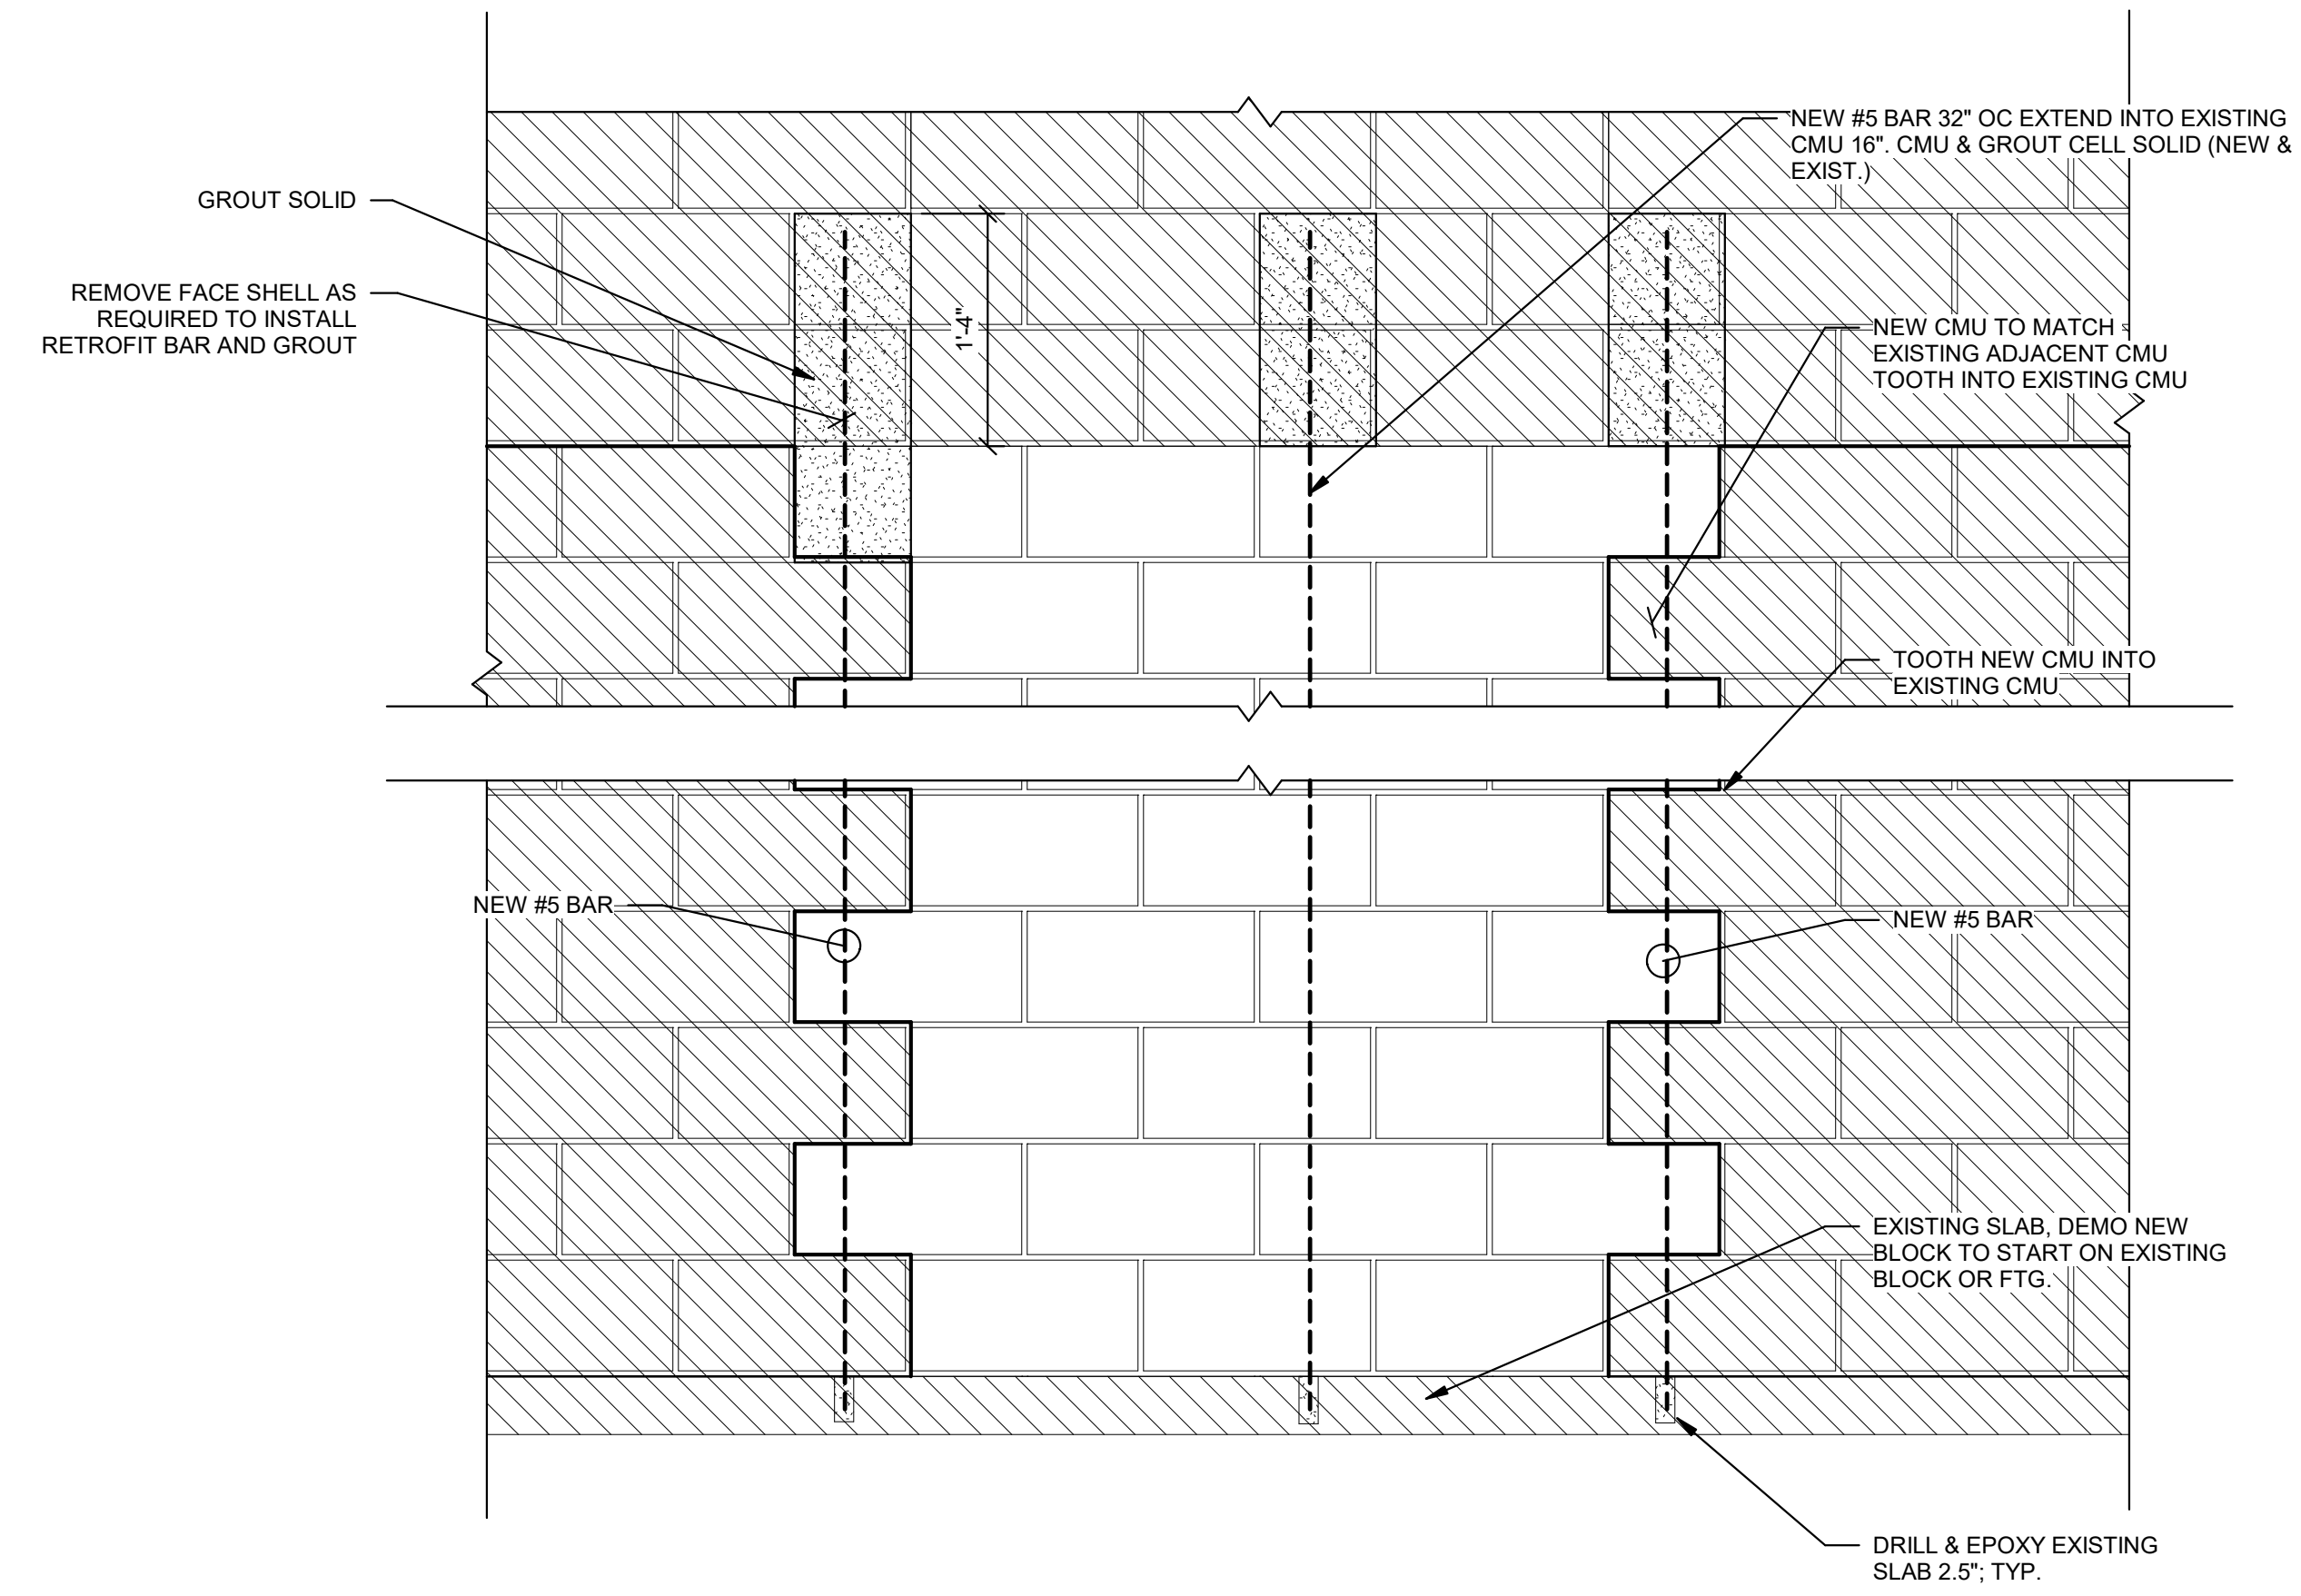 NEW #5 BAR 32" OC EXTEND INTO EXISTING
CMU 16". CMU & GROUT CELL SOLID (NEW &
EXIST.)
GROUT SOLID
REMOVE FACE SHELL AS
REQUIRED TO INSTALL
RETROFIT BAR AND GROUT
1'-4"
NEW CMU TO MATCH
EXISTING ADJACENT CMU
TOOTH INTO EXISTING CMU
TOOTH NEW CMU INTO
EXISTING CMU
NEW #5 BAR
NEW #5 BAR
EXISTING SLAB, DEMO NEW
BLOCK TO START ON EXISTING
BLOCK OR FTG.
DRILL & EPOXY EXISTING
SLAB 2.5"; TYP.